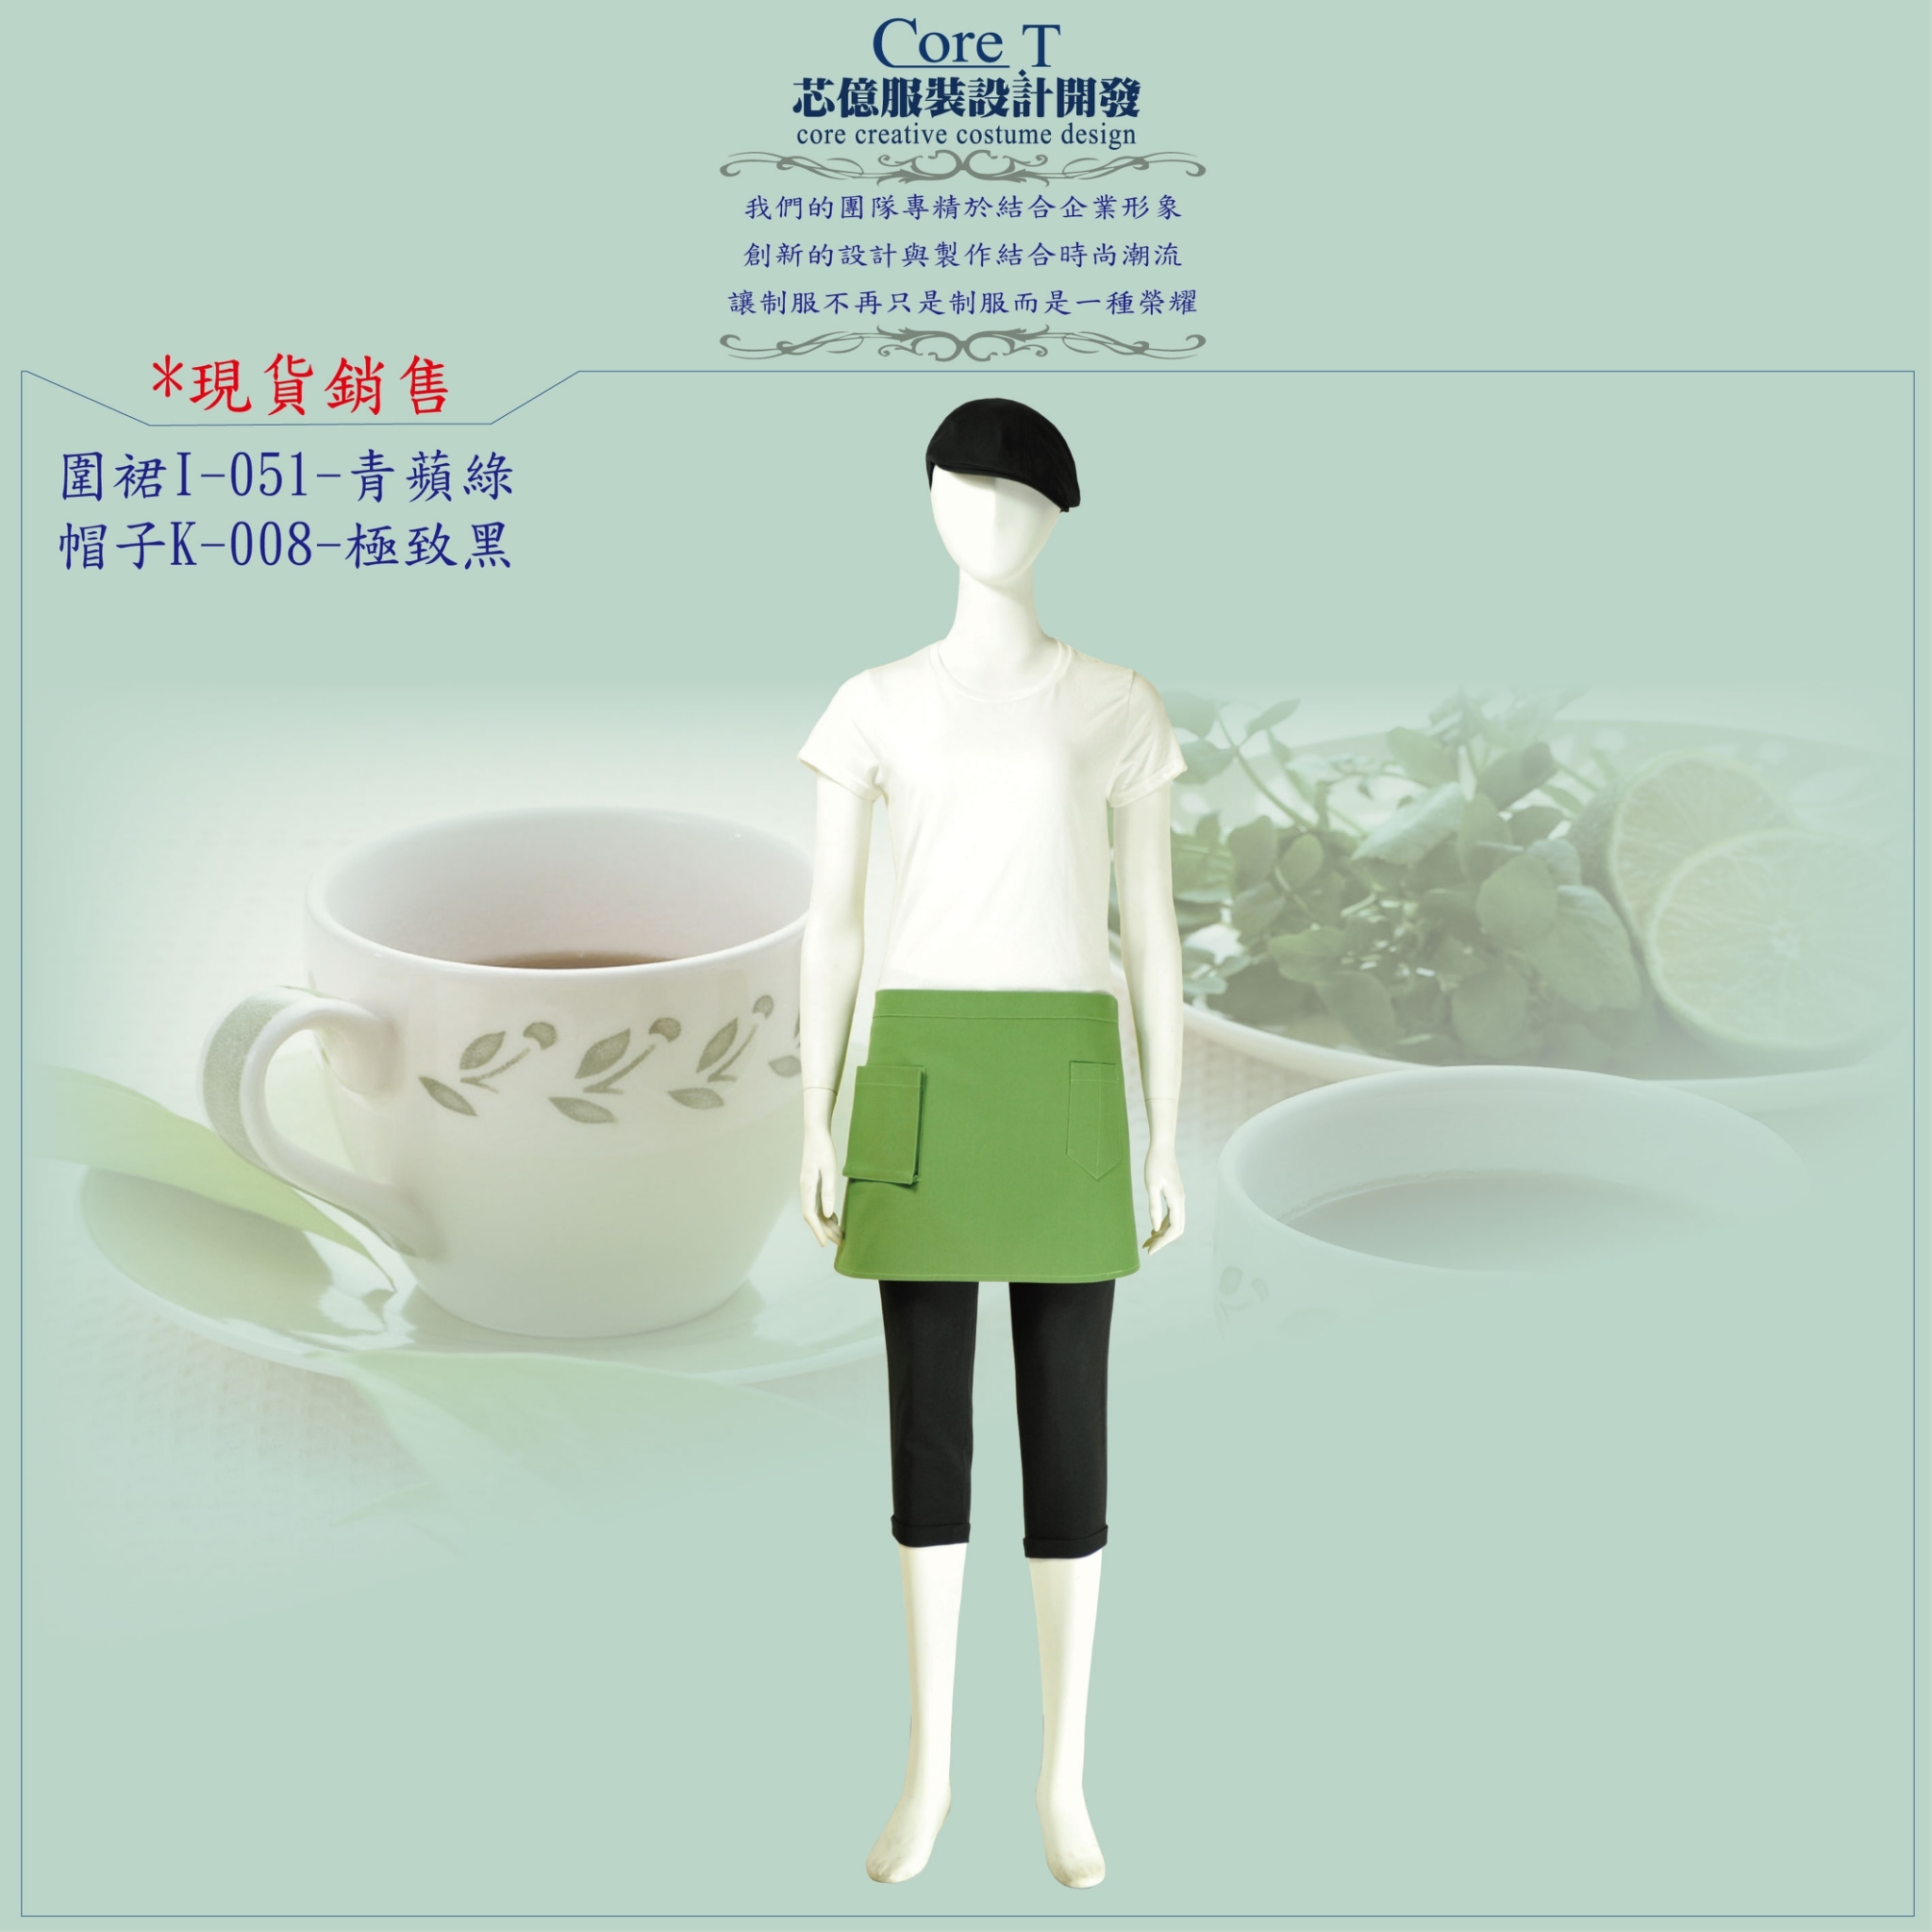 Core T
芯億服裝設計開發
core creative costume design
我們的團隊專精於結合企業形象
創新的設計與製作結合時尚潮流
讓制服不再只是制服而是一種榮耀
*現貨銷售
圍裙I-051-青蘋綠
帽子K-008-極致黑